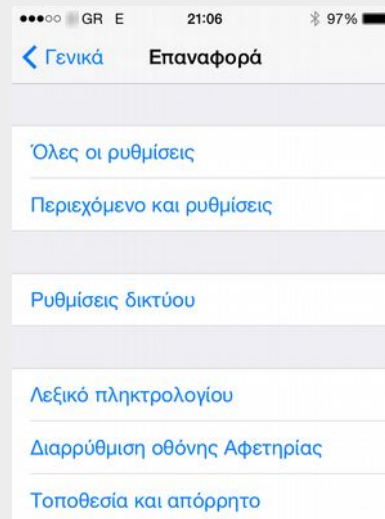 GR E 21:06 97%
Γενικά Επαναφορά
Όλες οι ρυθμίσεις
Περιεχόμενο και ρυθμίσεις
Ρυθμίσεις δικτύου
Λεξικό πληκτρολογίου
Διαρρύθμιση οθόνης Αφετηρίας
Τοποθεσία και απόρρητο